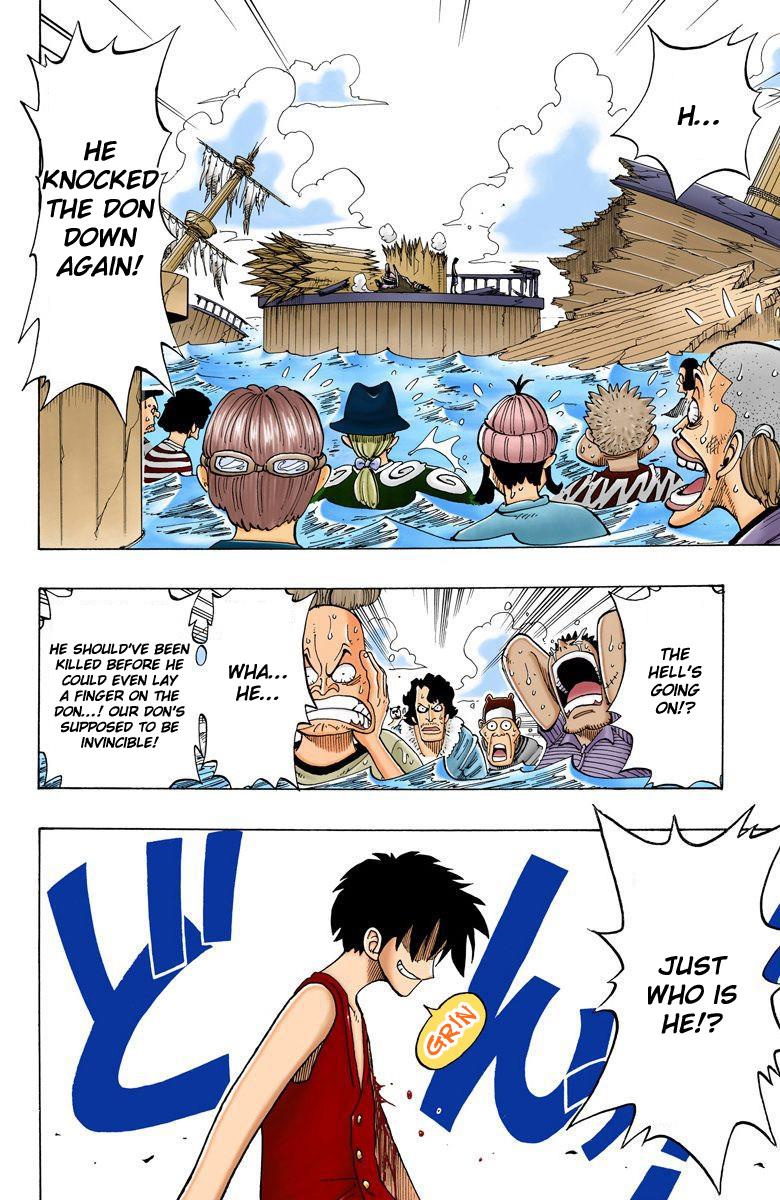 H...
HE
KNOCKED
THE DON
DOWN
AGAIN!
THE
HELL'S
GOING
ON!?
WHA...
HE...
HE SHOULD'VE BEEN
KILLED BEFORE HE
COULD EVEN LAY
A FINGER ON THE
DON...! OUR DON'S
SUPPOSED TO BE
INVINCIBLE!
JUST
WHO IS
HE!?
GRIN
どん